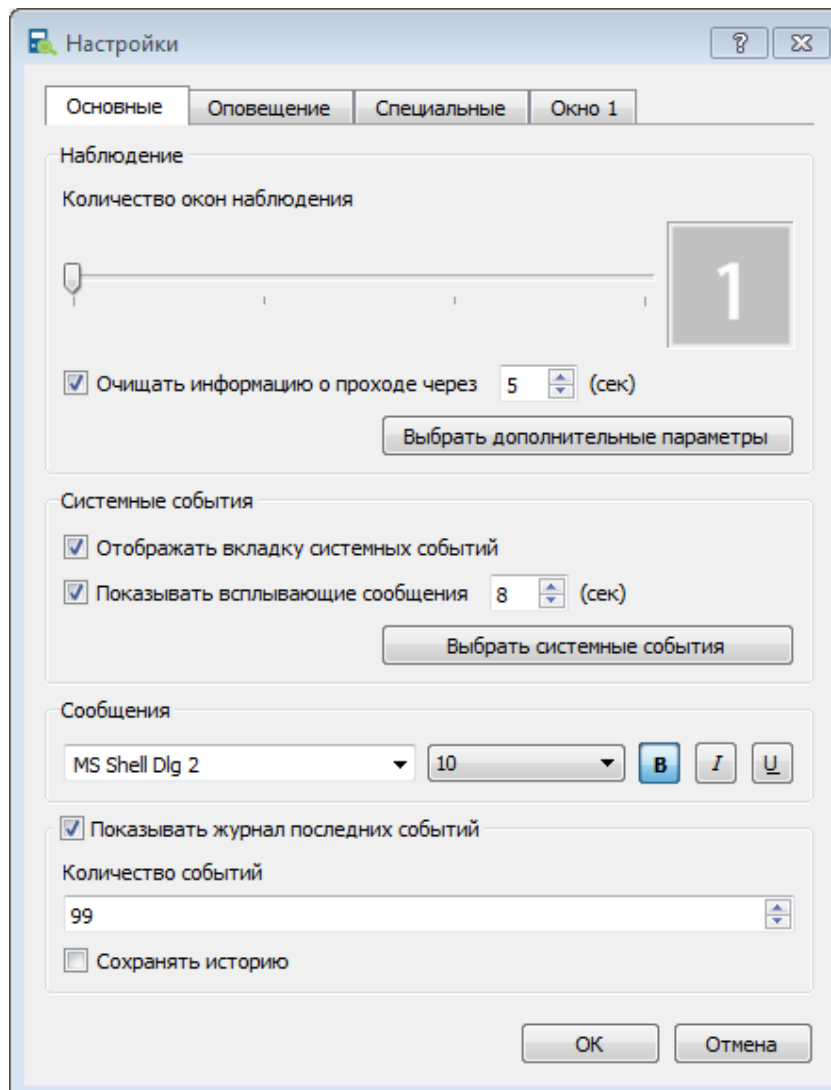 Настройки
Основные Оповещение Специальные Окно 1
Наблюдение
Количество окон наблюдения
1
Очищать информацию о проходе через 5 (сек)
Выбрать дополнительные параметры
Системные события
Отображать вкладку системных событий
Показывать всплывающие сообщения 8 (сек)
Выбрать системные события
Сообщения
MS Shell Dlg 2 10 B I U
Показывать журнал последних событий
Количество событий
99
Сохранять историю
OK Отмена